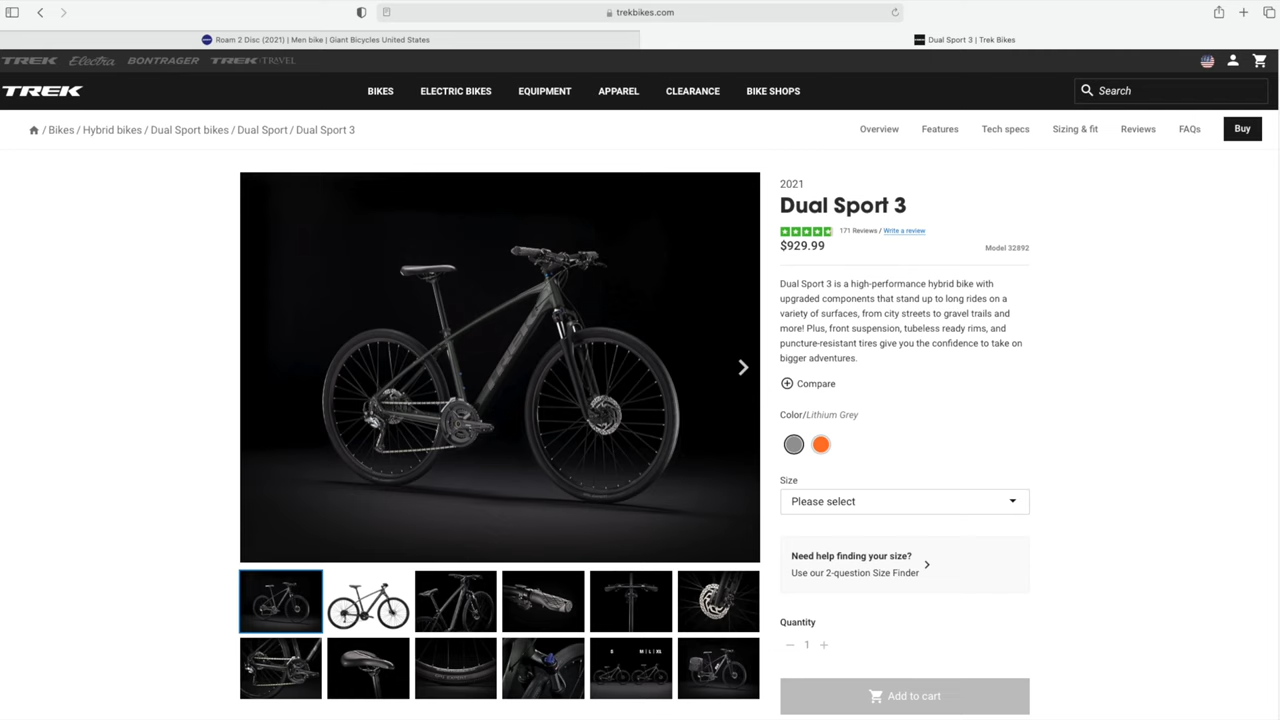 trekbikes.com
Roam 2 Disc (2021) | Men bike | Giant Bicycles United States
Dual Sport 3 | Trek Bikes
TREK Electra BONTRAGER TREK TRAVEL
TREK BIKES ELECTRIC BIKES EQUIPMENT APPAREL CLEARANCE BIKE SHOPS Search
/ Bikes / Hybrid bikes / Dual Sport bikes / Dual Sport / Dual Sport 3
Overview Features Tech specs Sizing & fit Reviews FAQs Buy
2021
Dual Sport 3
171 Reviews / Write a review
$929.99 Model 32892
Dual Sport 3 is a high-performance hybrid bike with
upgraded components that stand up to long rides on a
variety of surfaces, from city streets to gravel trails and
more! Plus, front suspension, tubeless ready rims, and
puncture-resistant tires give you the confidence to take on
bigger adventures.
Compare
Color/Lithium Grey
Size
Please select
Need help finding your size?
Use our 2-question Size Finder
Quantity
1
Add to cart
TREK
S M | L | XL